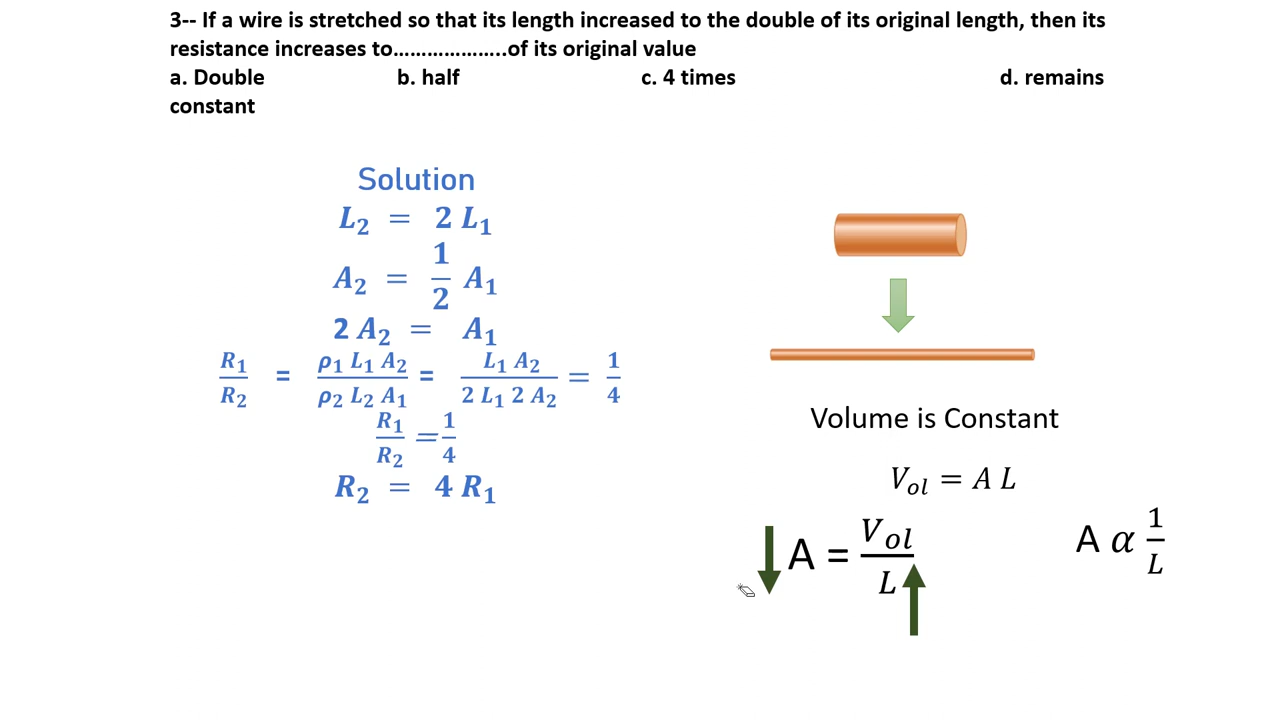 3-- If a wire is stretched so that its length increased to the double of its original length, then its
resistance increases to………………..of its original value
a. Double b. half c. 4 times d. remains
constant
Solution
L₂ = 2 L₁
A₂ = 1/2 A₁
2 A₂ = A₁
R₁/R₂ = ρ₁ L₁ A₂/ρ₂ L₂ A₁ = L₁ A₂/2 L₁ 2 A₂ = 1/4
R₁/R₂ = 1/4
R₂ = 4 R₁
Volume is Constant
Vₒₗ = A L
A = Vₒₗ/L
A α 1/L